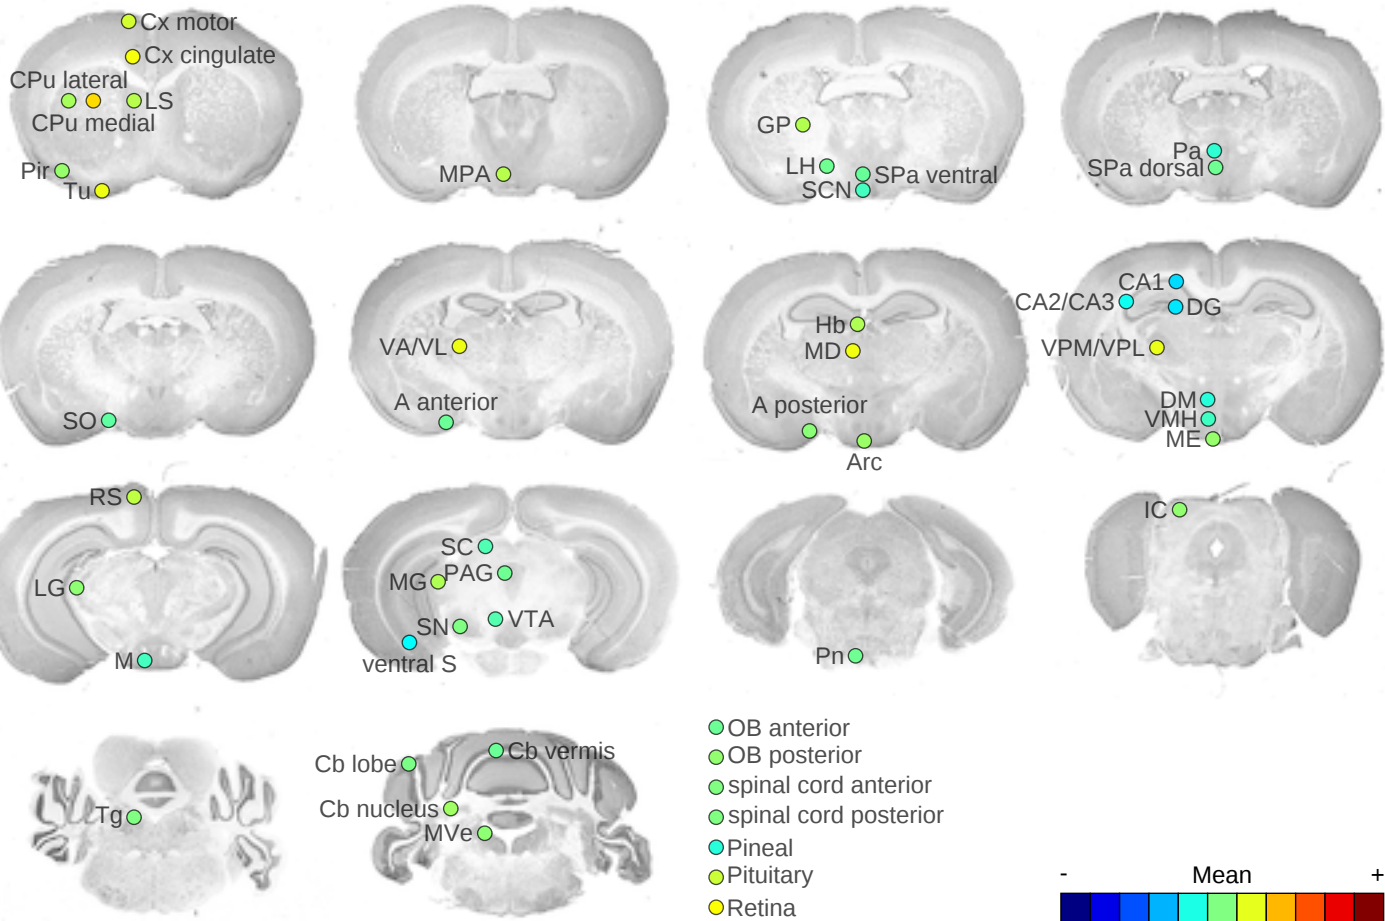 Cx motor
Cx cingulate
CPu lateral
LS
CPu medial
Pir
Tu
MPA
GP
LH
SPa ventral
SCN
Pa
SPa dorsal
SO
VA/VL
A anterior
Hb
MD
A posterior
Arc
CA1
CA2/CA3
DG
VPM/VPL
DM
VMH
ME
RS
LG
M
SC
PAG
MG
SN
VTA
ventral S
Pn
IC
Tg
Cb vermis
Cb lobe
Cb nucleus
MVe
OB anterior
OB posterior
spinal cord anterior
spinal cord posterior
Pineal
Pituitary
Retina
- Mean +